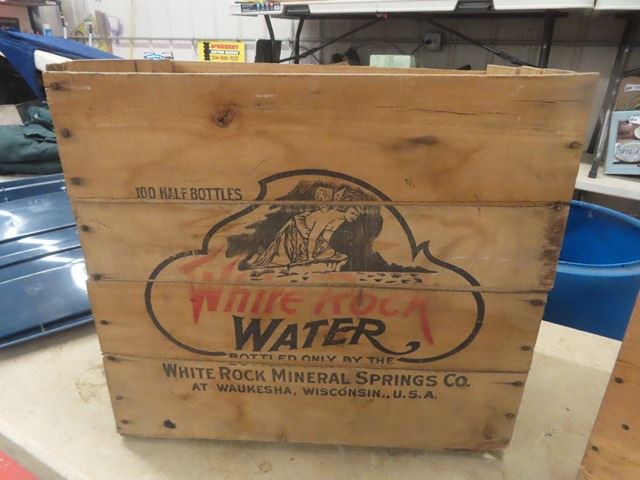 100 HALF BOTTLES
White Rock
WATER
BOTTLED ONLY BY THE
WHITE ROCK MINERAL SPRINGS CO.
AT WAUKESHA, WISCONSIN., U.S.A.